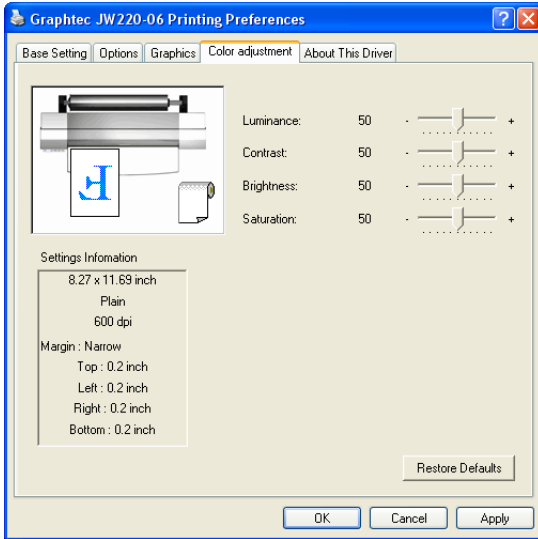 Graphtec JW220-06 Printing Preferences
Base Setting Options Graphics Color adjustment About This Driver
Luminance: 50 - +
Contrast: 50 - +
Brightness: 50 - +
Saturation: 50 - +
Settings Infomation
8.27 x 11.69 inch
Plain
600 dpi
Margin : Narrow
Top : 0.2 inch
Left : 0.2 inch
Right : 0.2 inch
Bottom : 0.2 inch
Restore Defaults
OK Cancel Apply